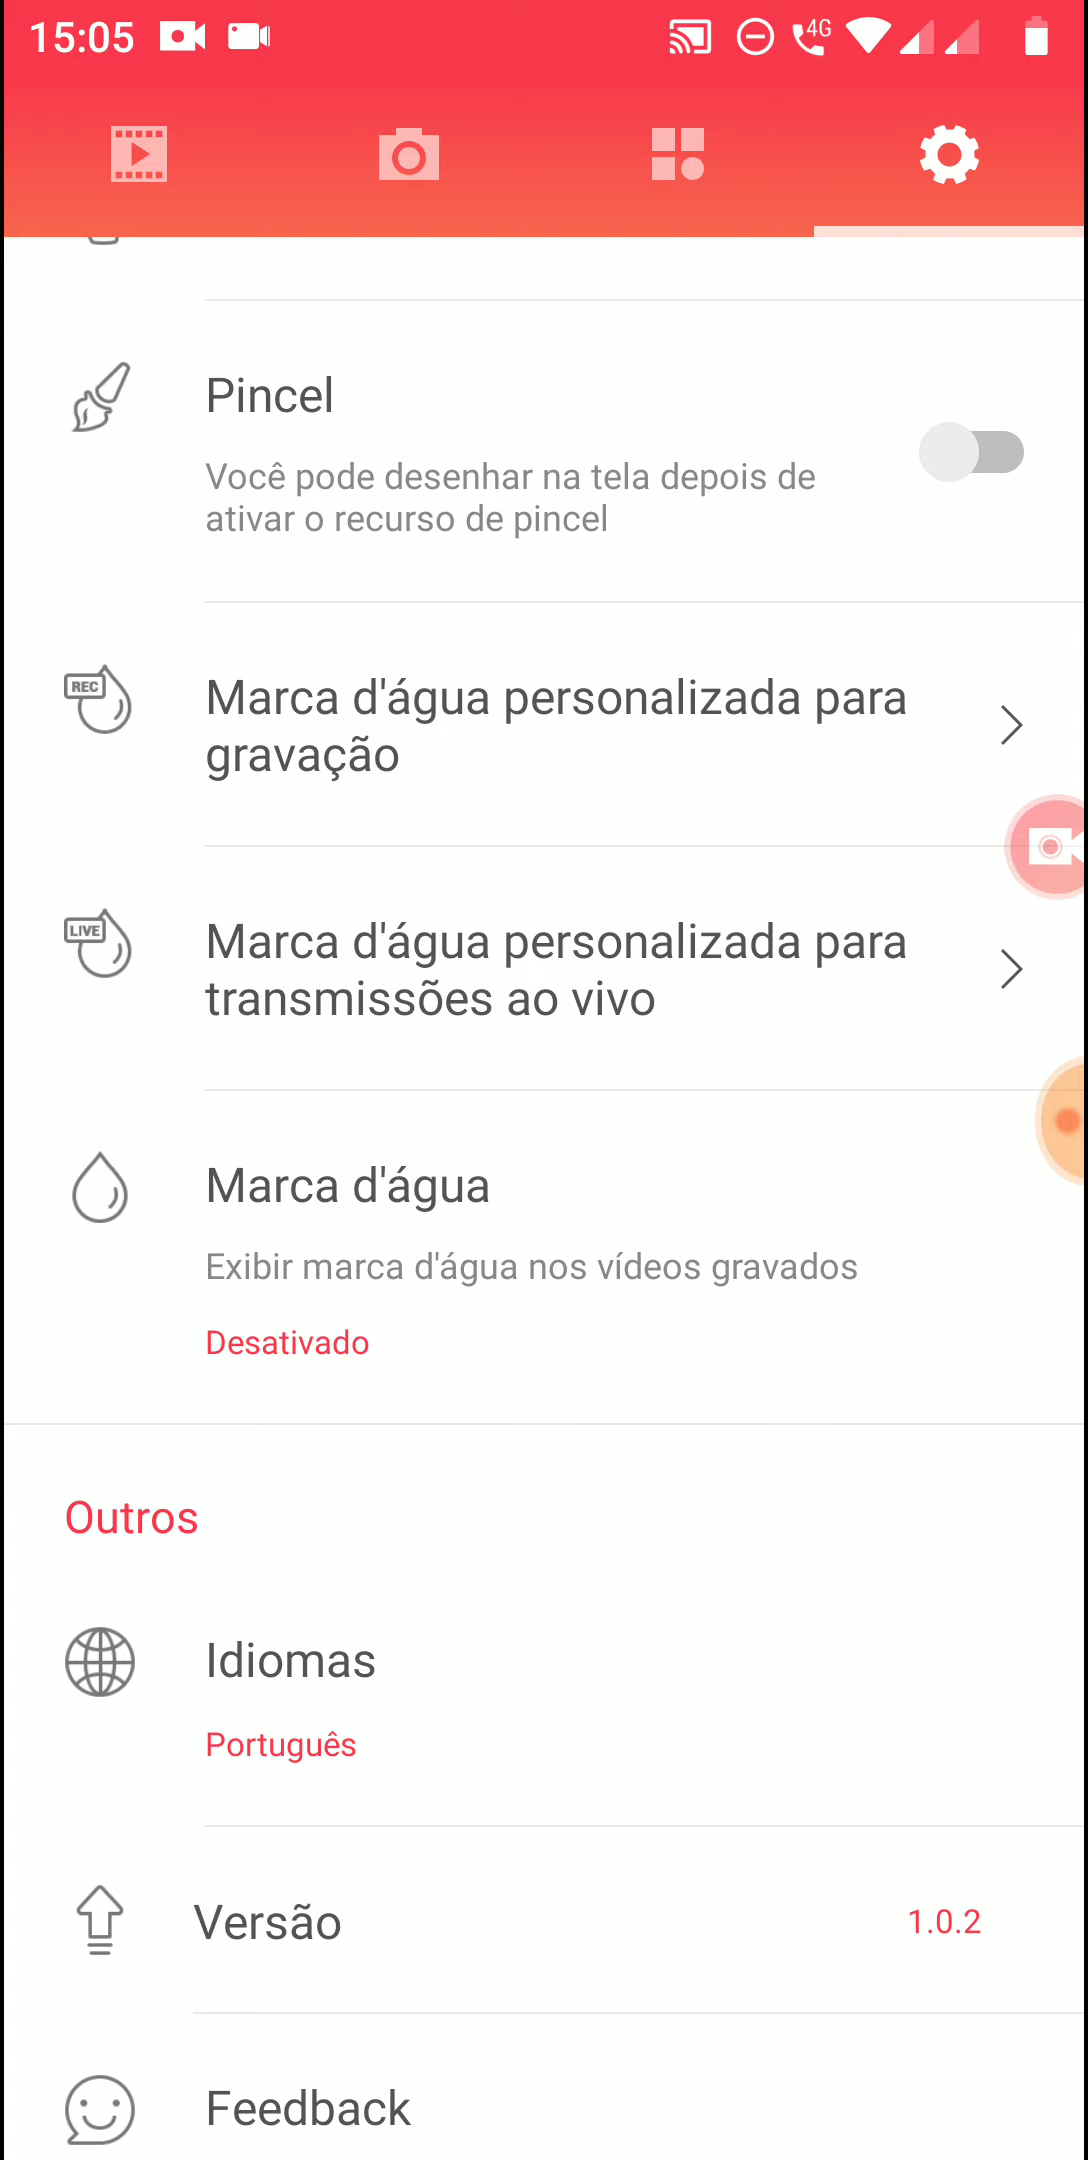 15:05
4G
Pincel
Você pode desenhar na tela depois de
ativar o recurso de pincel
REC
Marca d'água personalizada para
gravação
LIVE
Marca d'água personalizada para
transmissões ao vivo
Marca d'água
Exibir marca d'água nos vídeos gravados
Desativado
Outros
Idiomas
Português
Versão
1.0.2
Feedback